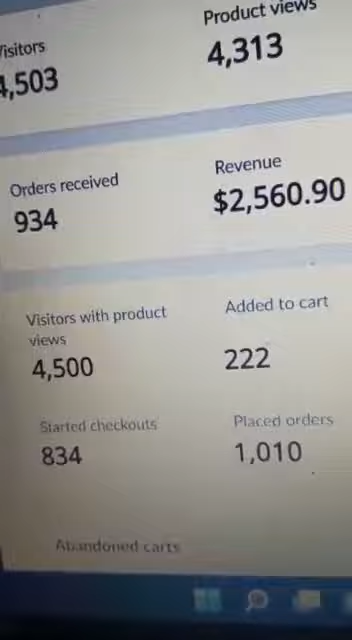 Visitors
Product views
4,503
4,313
Orders received
Revenue
934
$2,560.90
Visitors with product
views
Added to cart
4,500
222
Started checkouts
Placed orders
834
1,010
Abandoned carts